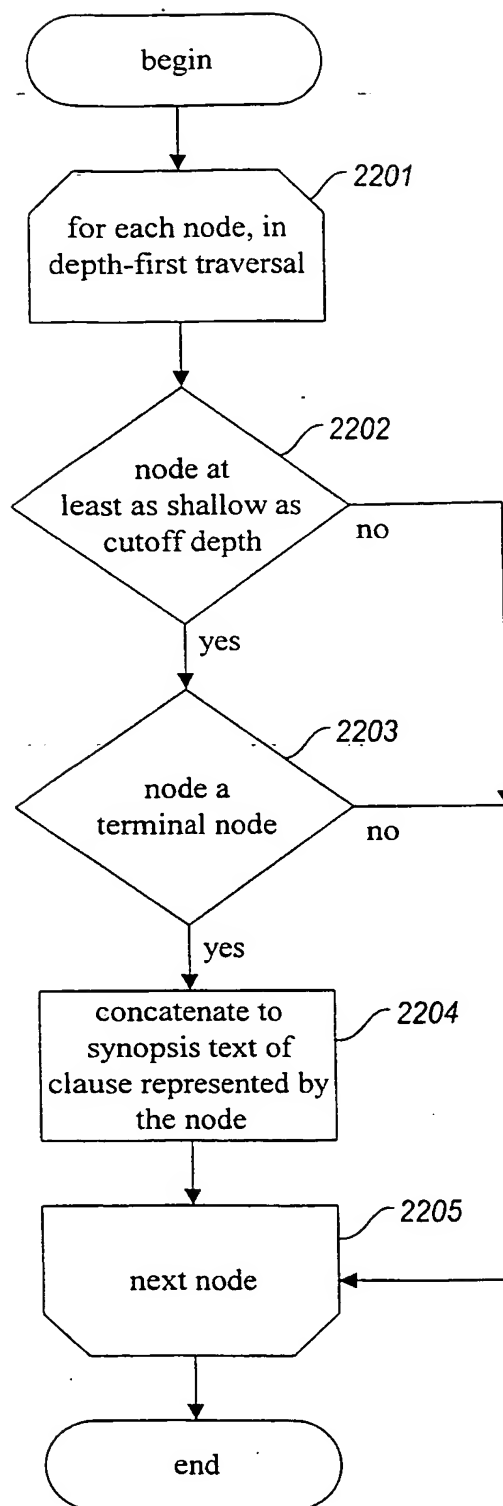 begin
2201
for each node, in
depth-first traversal
2202
node at
least as shallow as
cutoff depth
no
yes
2203
node a
terminal node
no
yes
concatenate to
synopsis text of
clause represented by
the node
2204
2205
next node
end